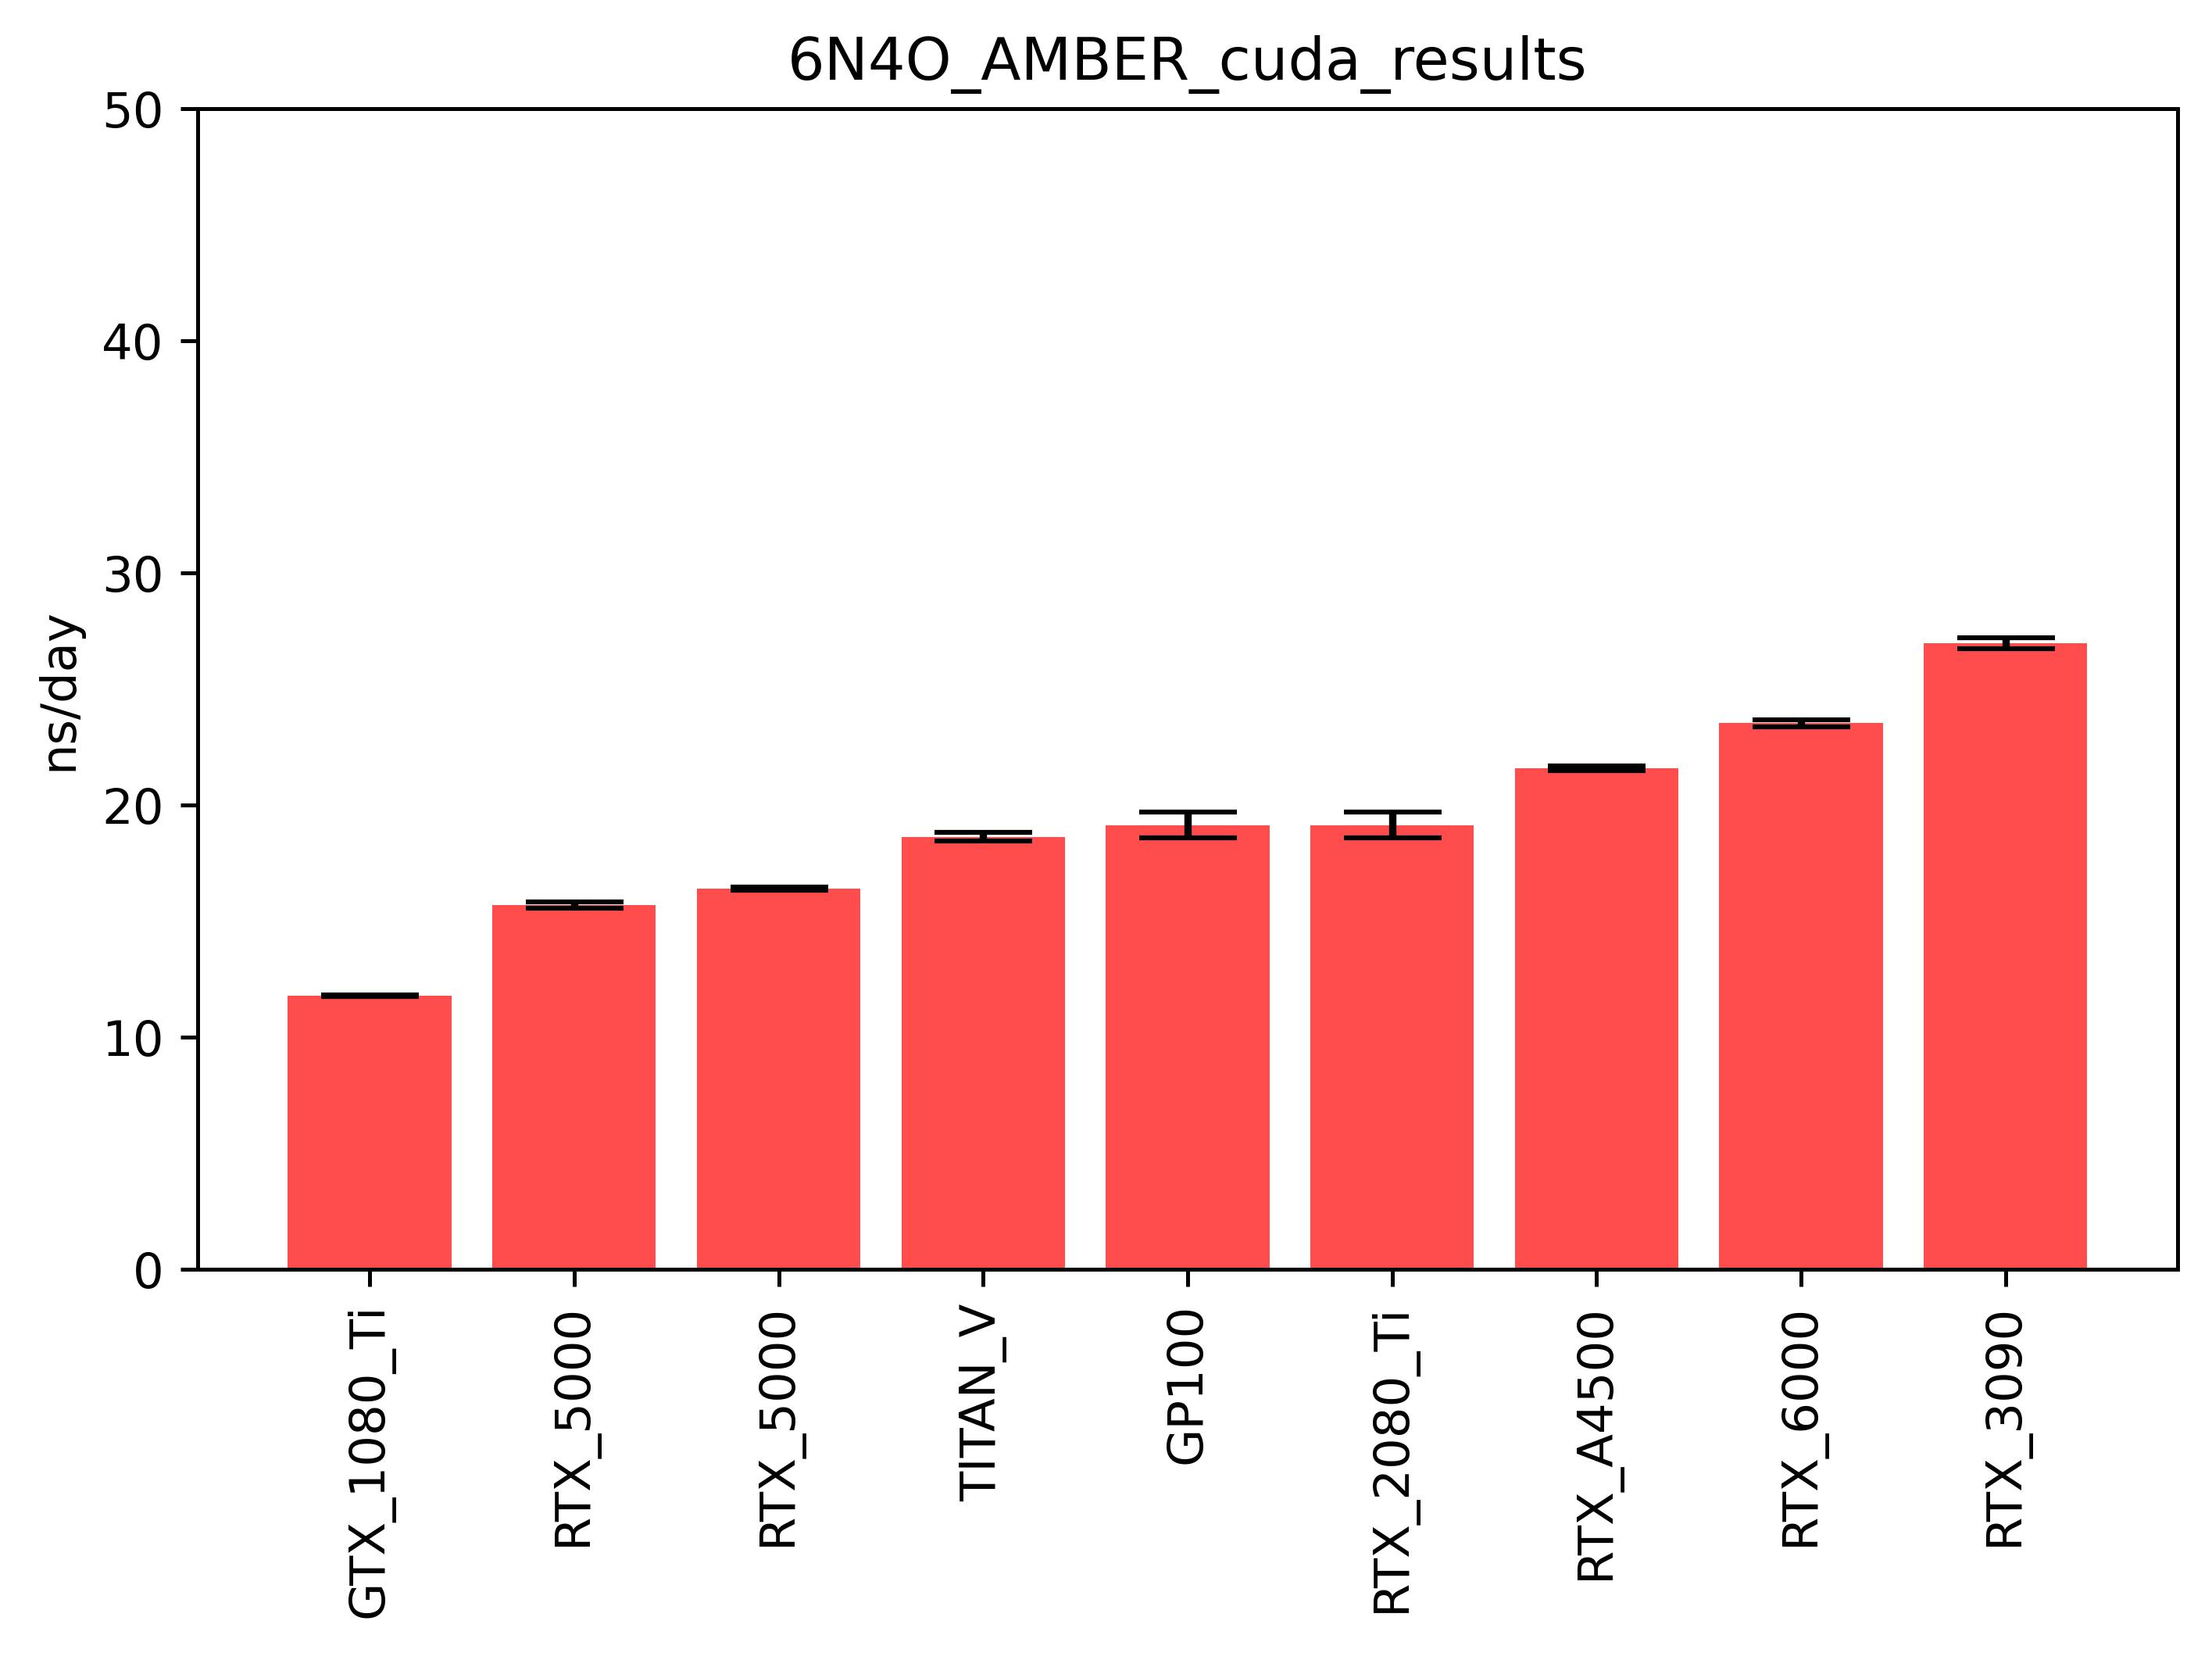 6N4O_AMBER_cuda_results
50
40
30
20
10
0
ns/day
GTX_1080_Ti
RTX_5000
RTX_5000
TITAN_V
GP100
RTX_2080_Ti
RTX_A4500
RTX_6000
RTX_3090